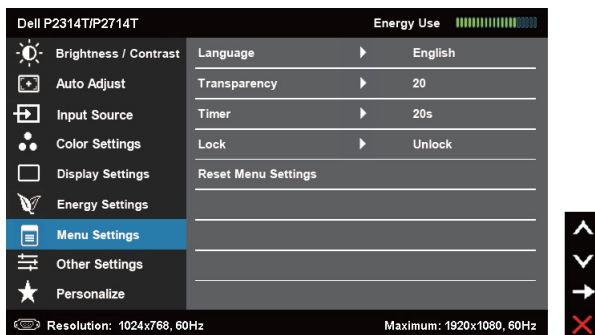 Dell P2314T/P2714T Energy Use
Brightness / Contrast Language English
Auto Adjust Transparency 20
Input Source Timer 20s
Color Settings Lock Unlock
Display Settings Reset Menu Settings
Energy Settings
Menu Settings
Other Settings
Personalize
Resolution: 1024x768, 60Hz Maximum: 1920x1080, 60Hz